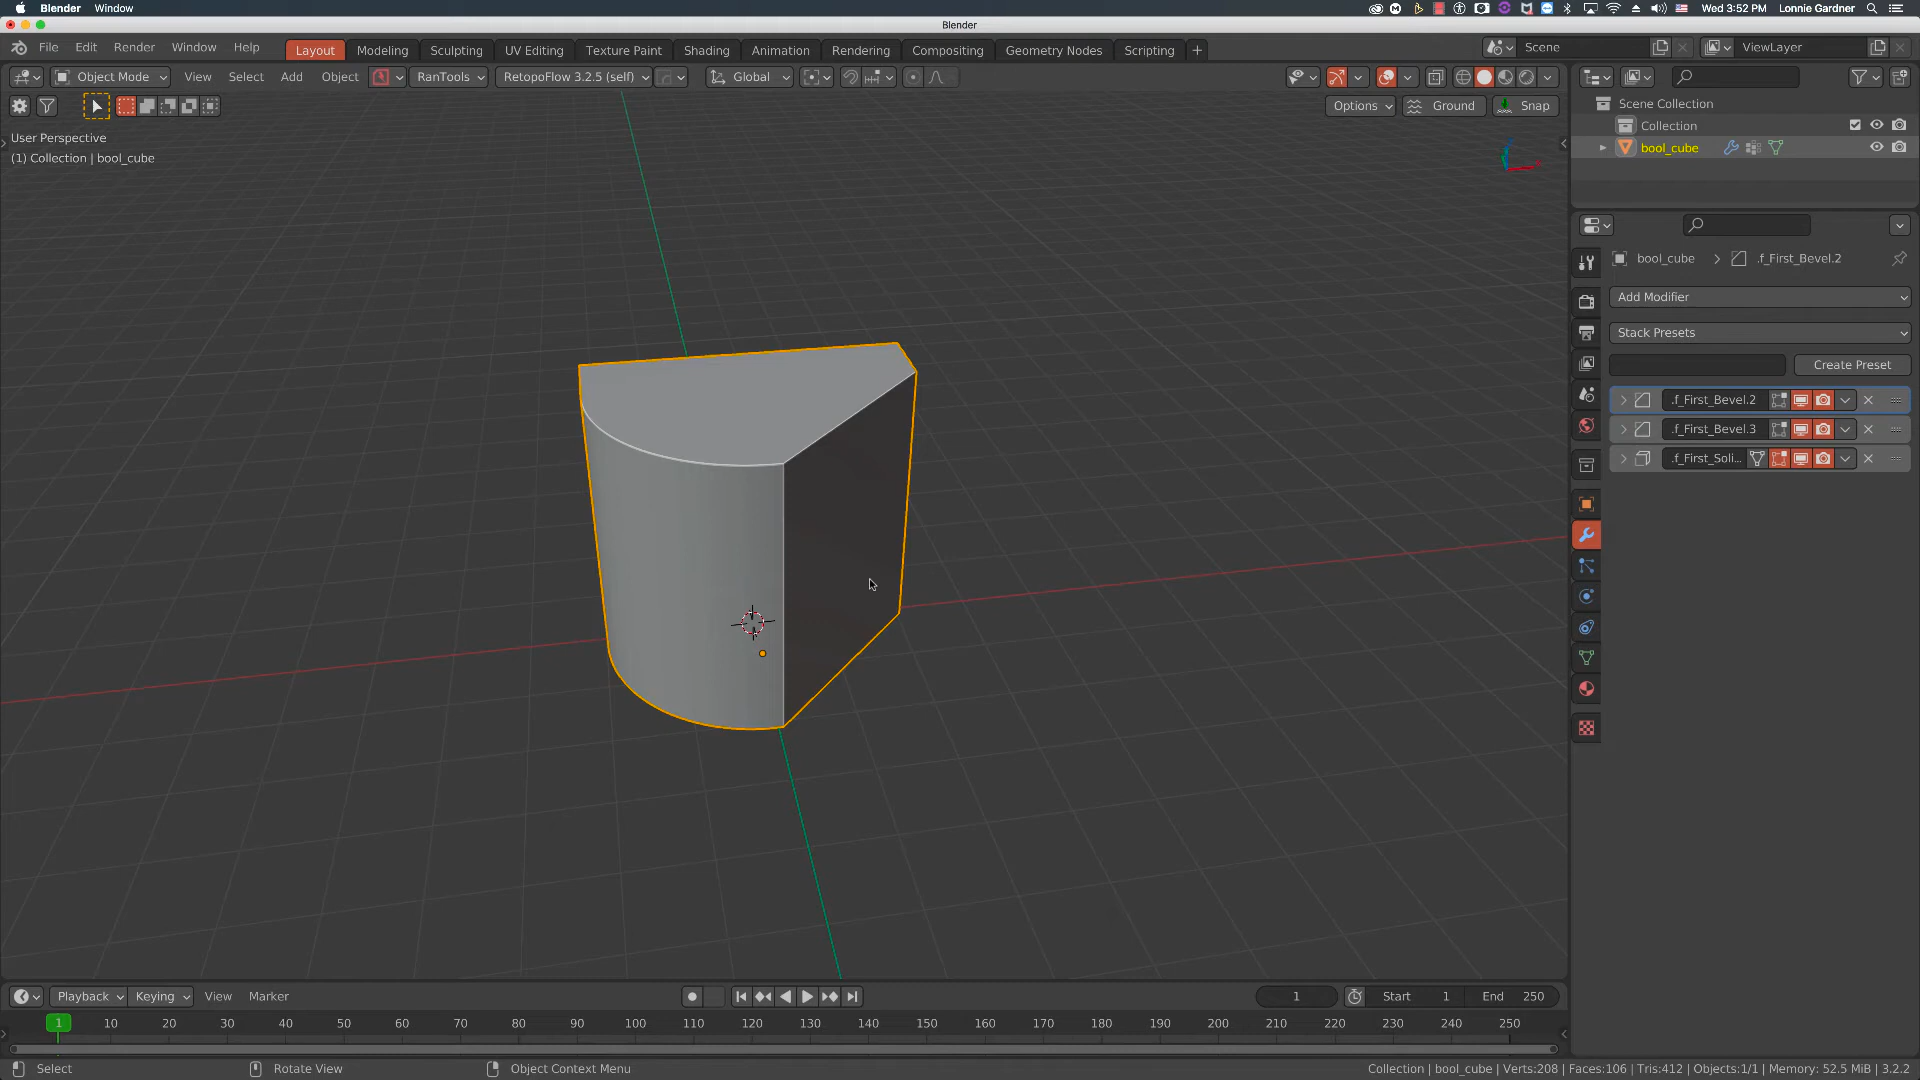 Blender Window Wed 3:52 PM Lonnie Gardner
Blender
File Edit Render Window Help Layout Modeling Sculpting UV Editing Texture Paint Shading Animation Rendering Compositing Geometry Nodes Scripting + Scene ViewLayer
Object Mode View Select Add Object RanTools RetopoFlow 3.2.5 (self) Global
Options Ground Snap
User Perspective
(1) Collection | bool_cube
Scene Collection
Collection
bool_cube
bool_cube .f_First_Bevel.2
Add Modifier
Stack Presets
Create Preset
.f_First_Bevel.2
.f_First_Bevel.3
.f_First_Soli...
Playback Keying View Marker 1 Start 1 End 250
1 10 20 30 40 50 60 70 80 90 100 110 120 130 140 150 160 170 180 190 200 210 220 230 240 250
Select Rotate View Object Context Menu Collection | bool_cube | Verts:208 | Faces:106 | Tris:412 | Objects:1/1 | Memory: 52.5 MiB | 3.2.2